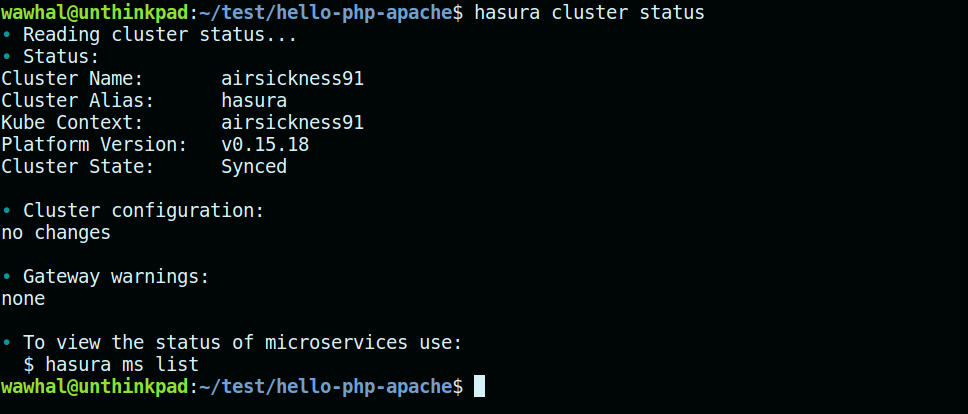 wawhal@unthinkpad:~/test/hello-php-apache$ hasura cluster status
• Reading cluster status...
• Status:
Cluster Name:       airsickness91
Cluster Alias:      hasura
Kube Context:       airsickness91
Platform Version:   v0.15.18
Cluster State:      Synced
• Cluster configuration:
no changes
• Gateway warnings:
none
• To view the status of microservices use:
  $ hasura ms list
wawhal@unthinkpad:~/test/hello-php-apache$